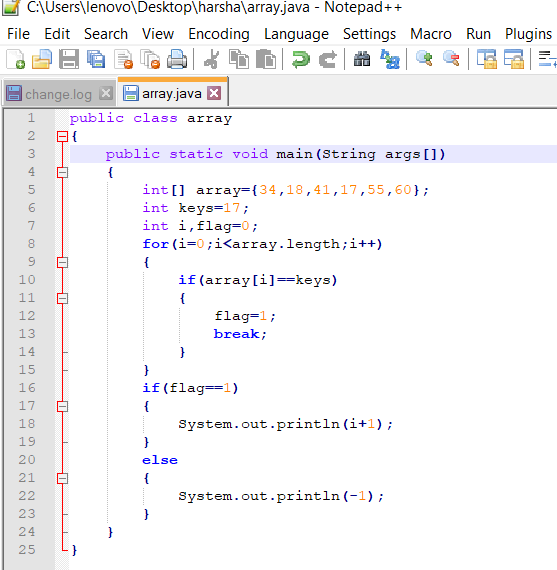 C:\Users\lenovo\Desktop\harsha\array.java - Notepad++
File Edit Search View Encoding Language Settings Macro Run Plugins
change.log array.java
1 public class array
2 {
3 public static void main(String args[])
4 {
5 int[] array={34,18,41,17,55,60};
6 int keys=17;
7 int i,flag=0;
8 for(i=0;i<array.length;i++)
9 {
10 if(array[i]==keys)
11 {
12 flag=1;
13 break;
14 }
15 }
16 if(flag==1)
17 {
18 System.out.println(i+1);
19 }
20 else
21 {
22 System.out.println(-1);
23 }
24 }
25 }